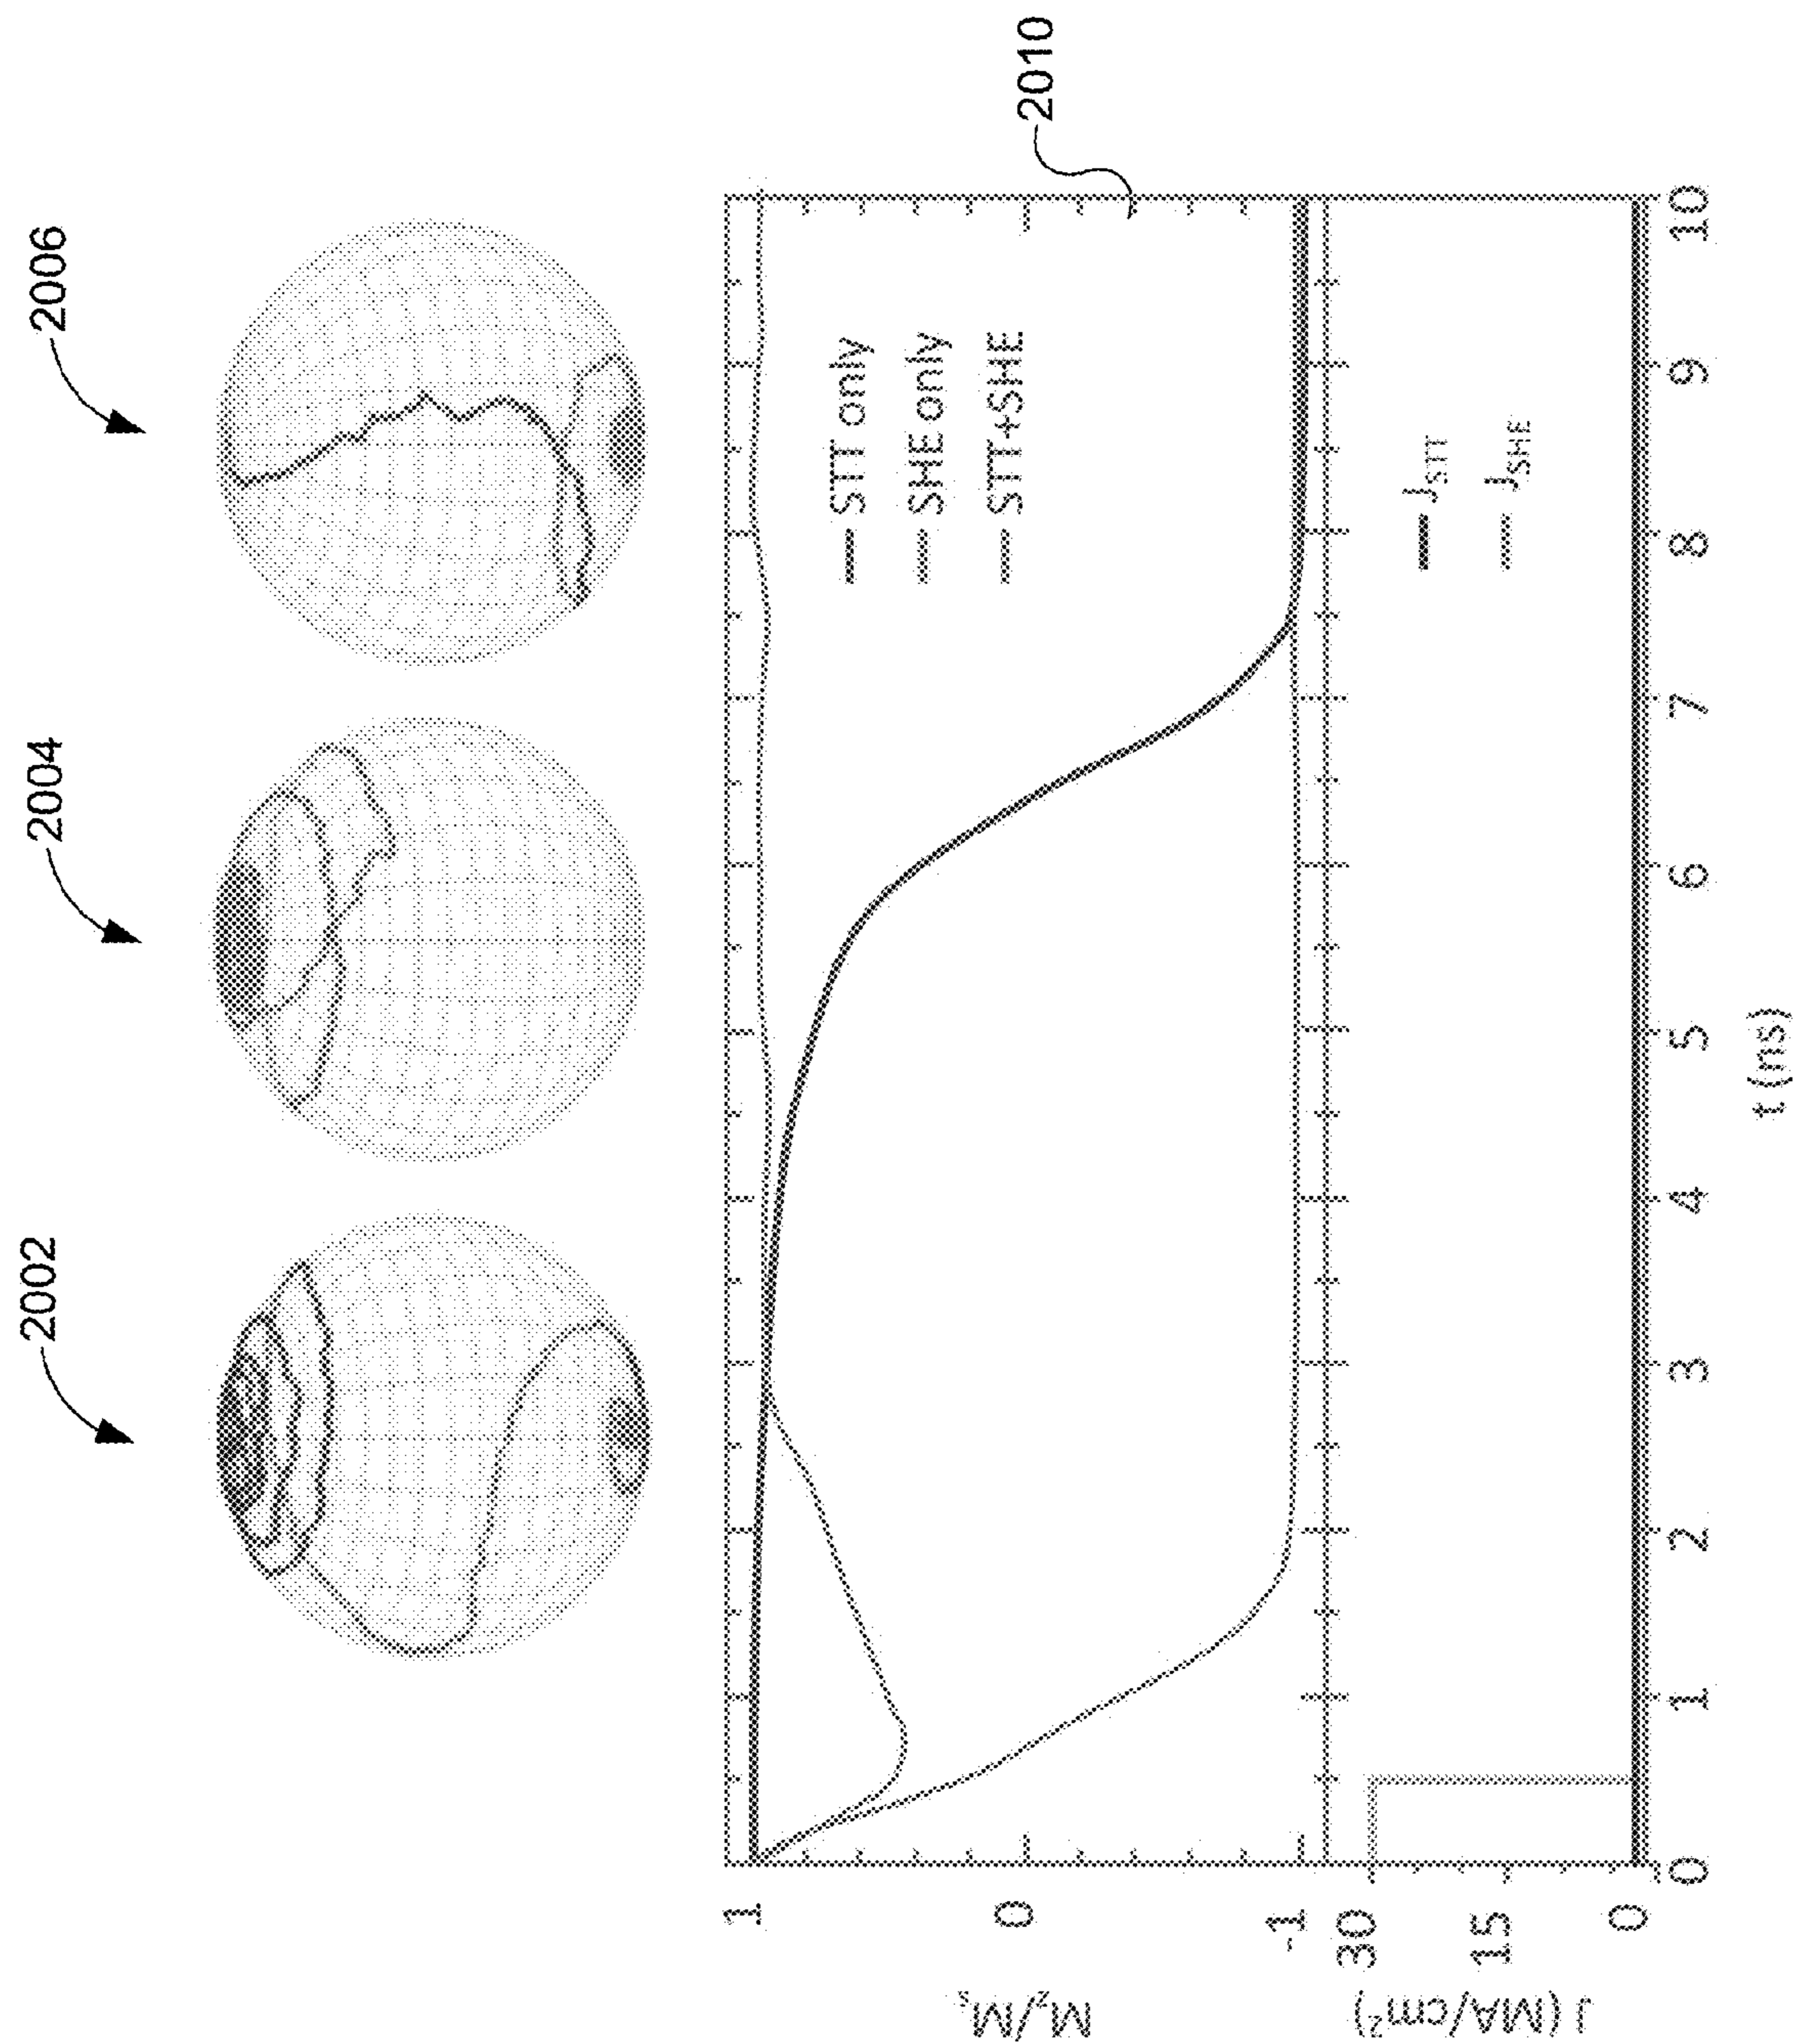 2002
2004
2006
1
0
-1
M_z/M_s
STT only
SHE only
STT+SHE
2010
30
15
0
J (MA/cm²)
J_STT
J_SHE
0
1
2
3
4
5
6
7
8
9
10
t (ns)